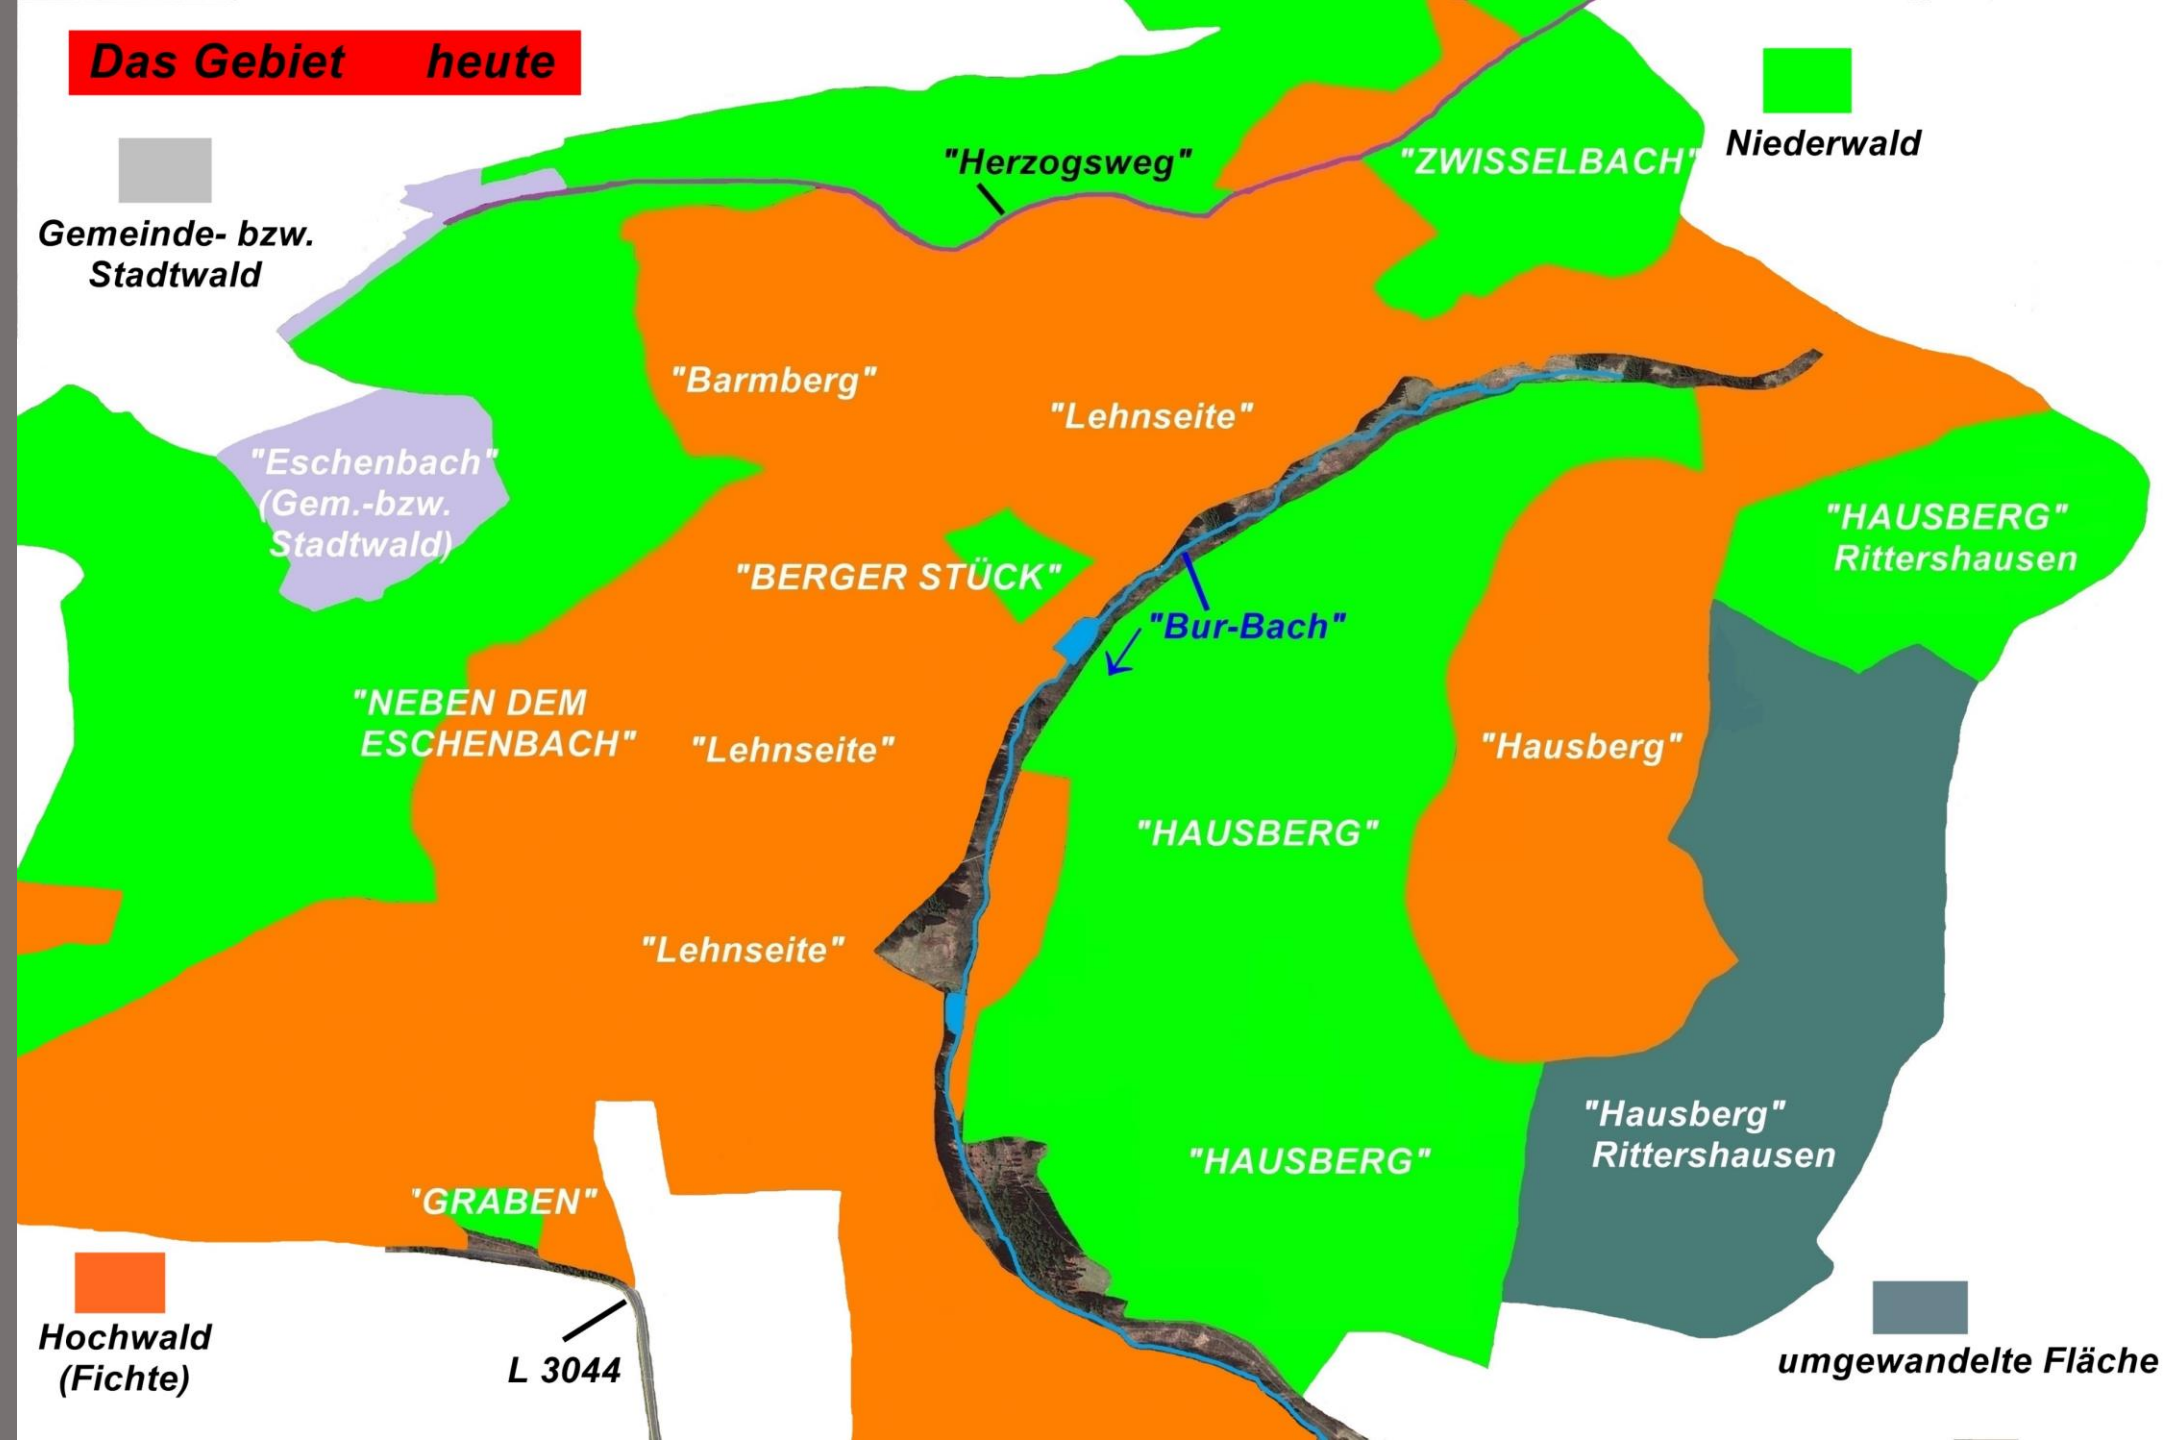 Das Gebiet heute
Niederwald
Gemeinde- bzw.
Stadtwald
"Herzogsweg"
"ZWISSELBACH"
"Barmberg"
"Lehnseite"
"Eschenbach"
(Gem.-bzw.
Stadtwald)
"HAUSBERG"
Rittershausen
"BERGER STÜCK"
"Bur-Bach"
"NEBEN DEM
ESCHENBACH"
"Lehnseite"
"Hausberg"
"HAUSBERG"
"Lehnseite"
"Hausberg"
Rittershausen
"HAUSBERG"
"GRABEN"
Hochwald
(Fichte)
L 3044
umgewandelte Fläche